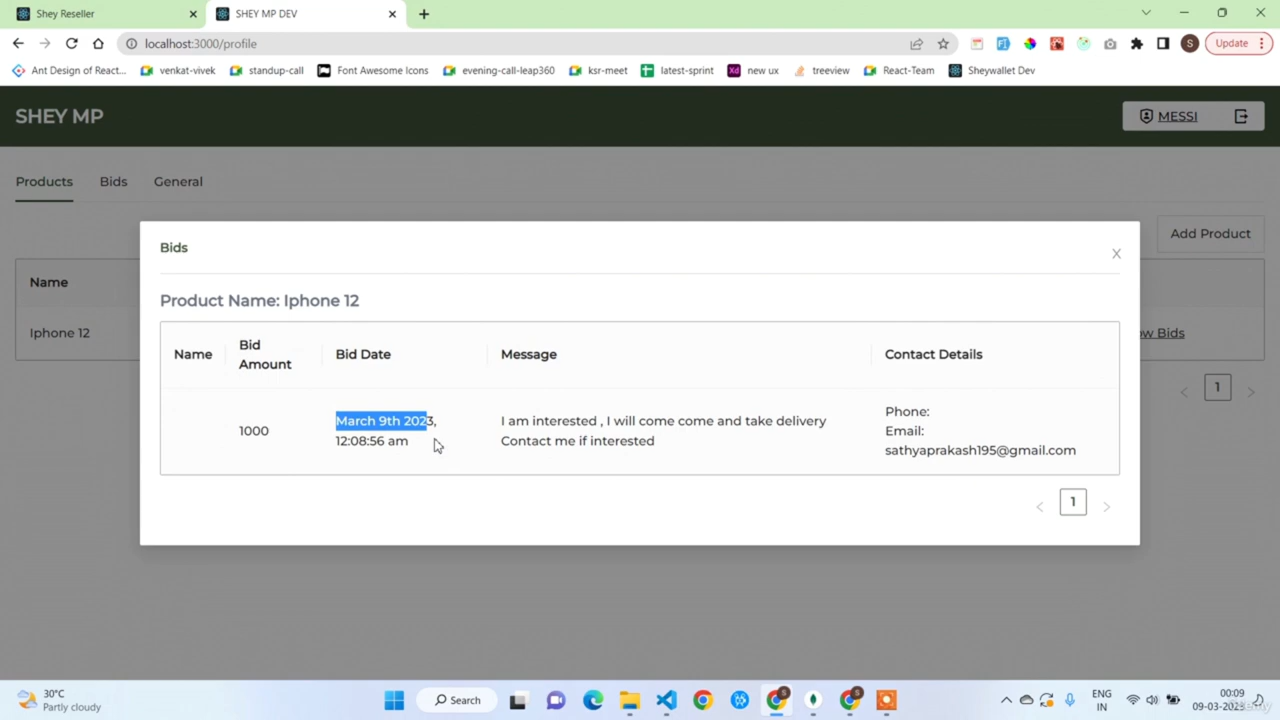 Shey Reseller
SHEY MP DEV
localhost:3000/profile
Update
Ant Design of React...
venkat-vivek
standup-call
Font Awesome Icons
evening-call-leap360
ksr-meet
latest-sprint
new ux
treeview
React-Team
Sheywallet Dev
SHEY MP
MESSI
Products
Bids
General
Add Product
Name
Iphone 12
ow Bids
1
Bids
X
Product Name: Iphone 12
Name
Bid
Amount
Bid Date
Message
Contact Details
1000
March 9th 2023,
12:08:56 am
I am interested , I will come come and take delivery
Contact me if interested
Phone:
Email:
sathyaprakash195@gmail.com
1
30°C
Partly cloudy
Search
ENG
IN
00:09